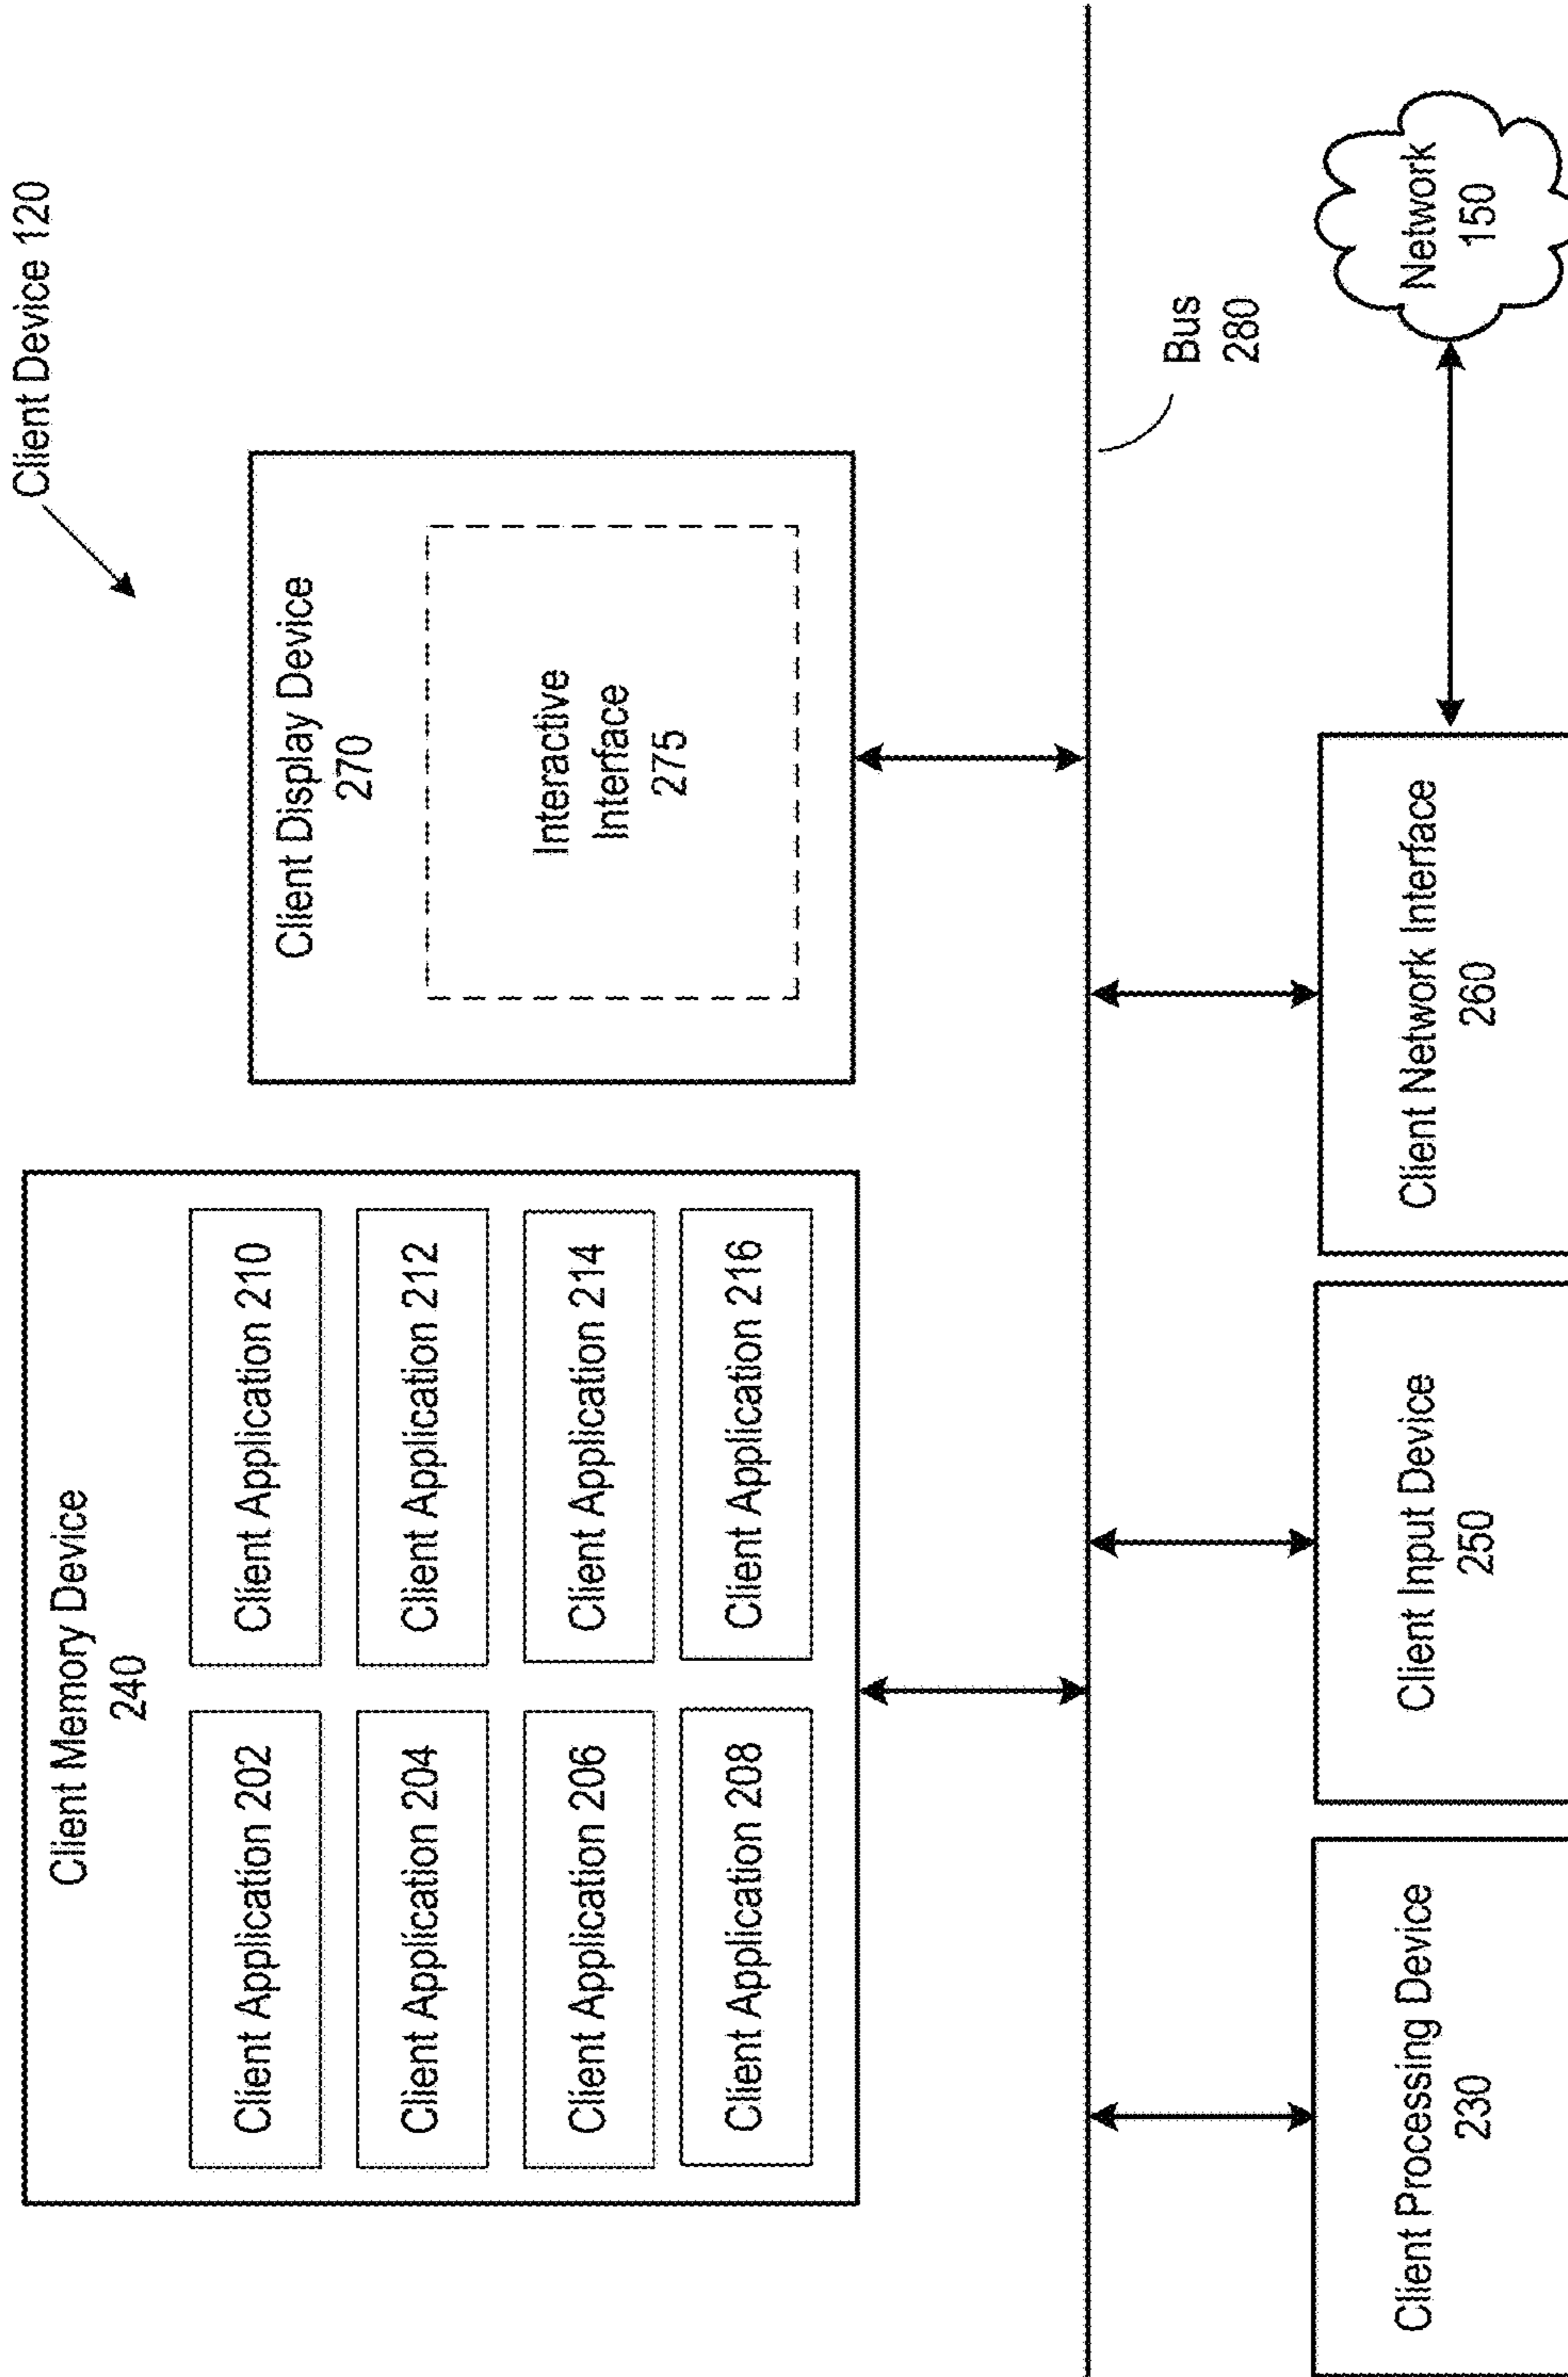 Client Device 120
Client Memory Device
240
Client Application 202
Client Application 210
Client Application 204
Client Application 212
Client Application 206
Client Application 214
Client Application 208
Client Application 216
Client Display Device
270
Interactive
Interface
275
Bus
280
Client Processing Device
230
Client Input Device
250
Client Network Interface
260
Network
150